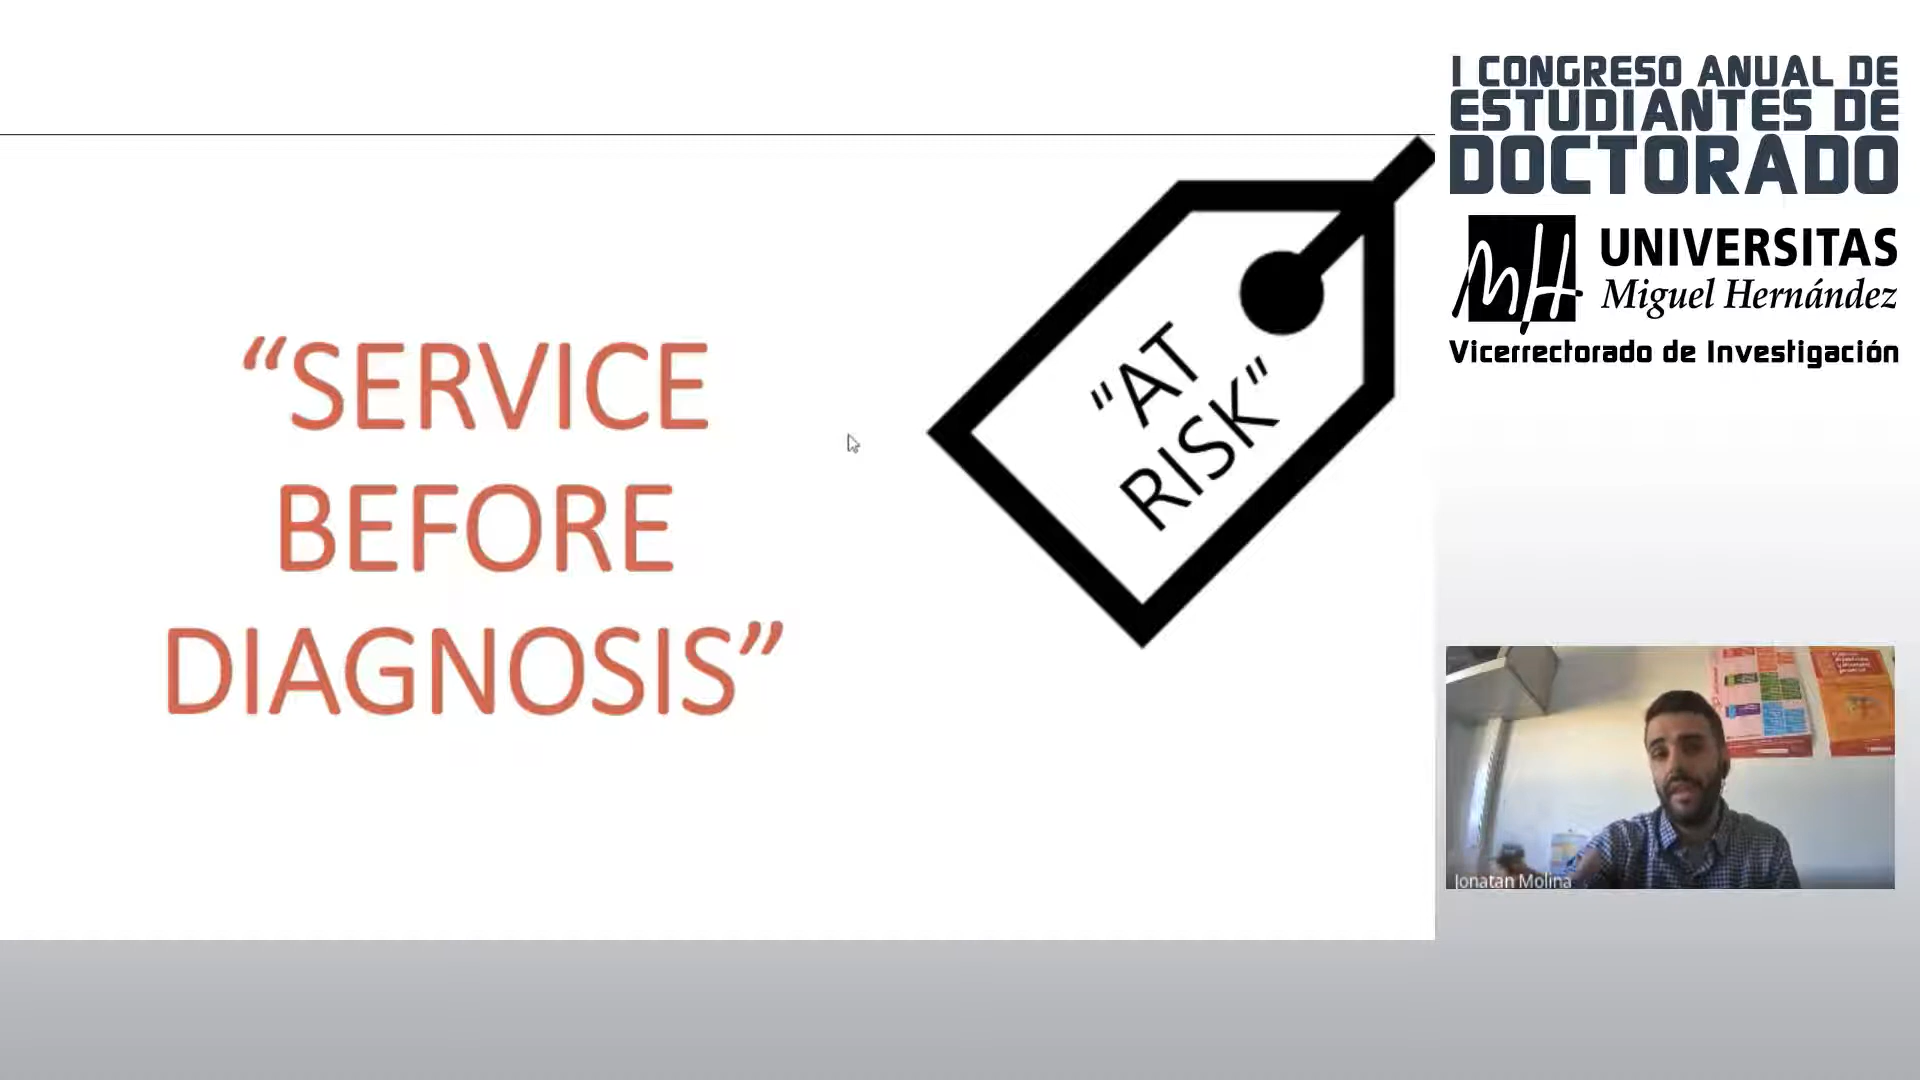 “SERVICE
BEFORE
DIAGNOSIS”
"AT
RISK"
I CONGRESO ANUAL DE
ESTUDIANTES DE
DOCTORADO
MH
UNIVERSITAS
Miguel Hernández
Vicerrectorado de Investigación
Jonatan Molina